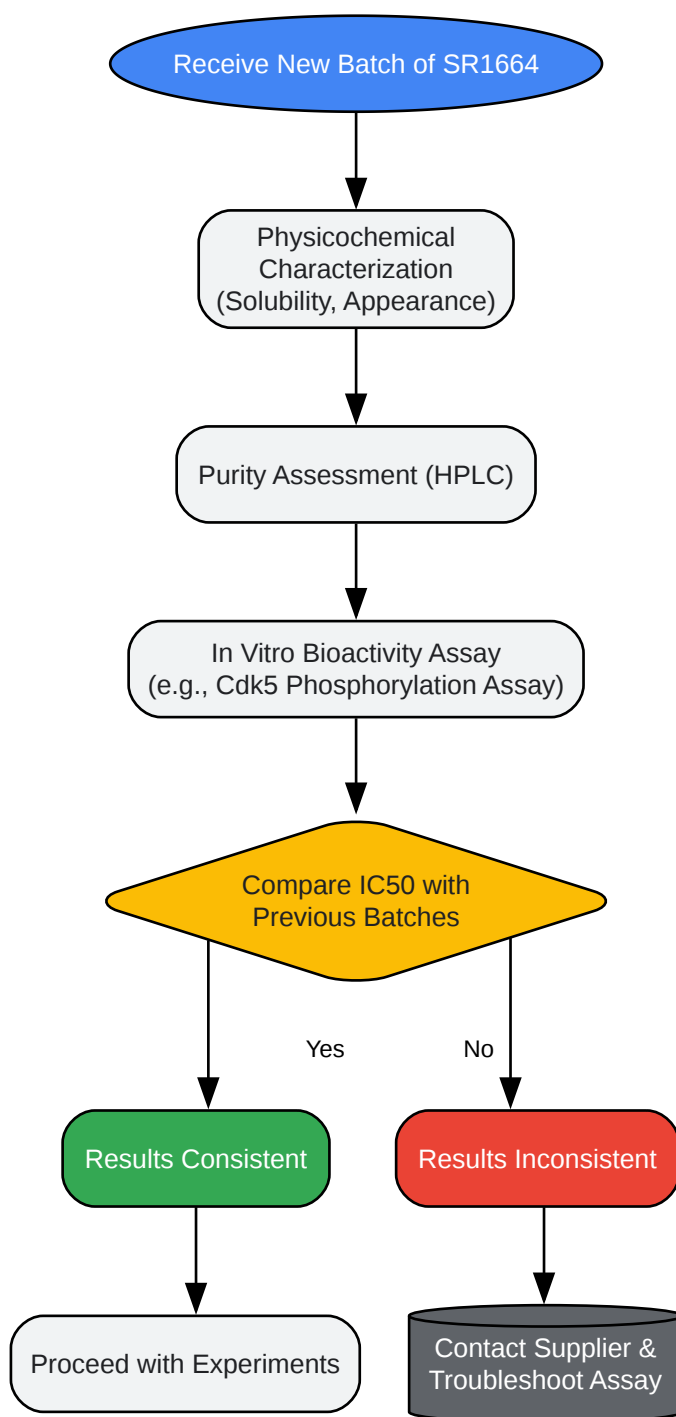 Receive New Batch of SR1664
Physicochemical
Characterization
(Solubility, Appearance)
Purity Assessment (HPLC)
In Vitro Bioactivity Assay
(e.g., Cdk5 Phosphorylation Assay)
Compare IC50 with
Previous Batches
Yes
No
Results Consistent
Results Inconsistent
Proceed with Experiments
Contact Supplier &
Troubleshoot Assay